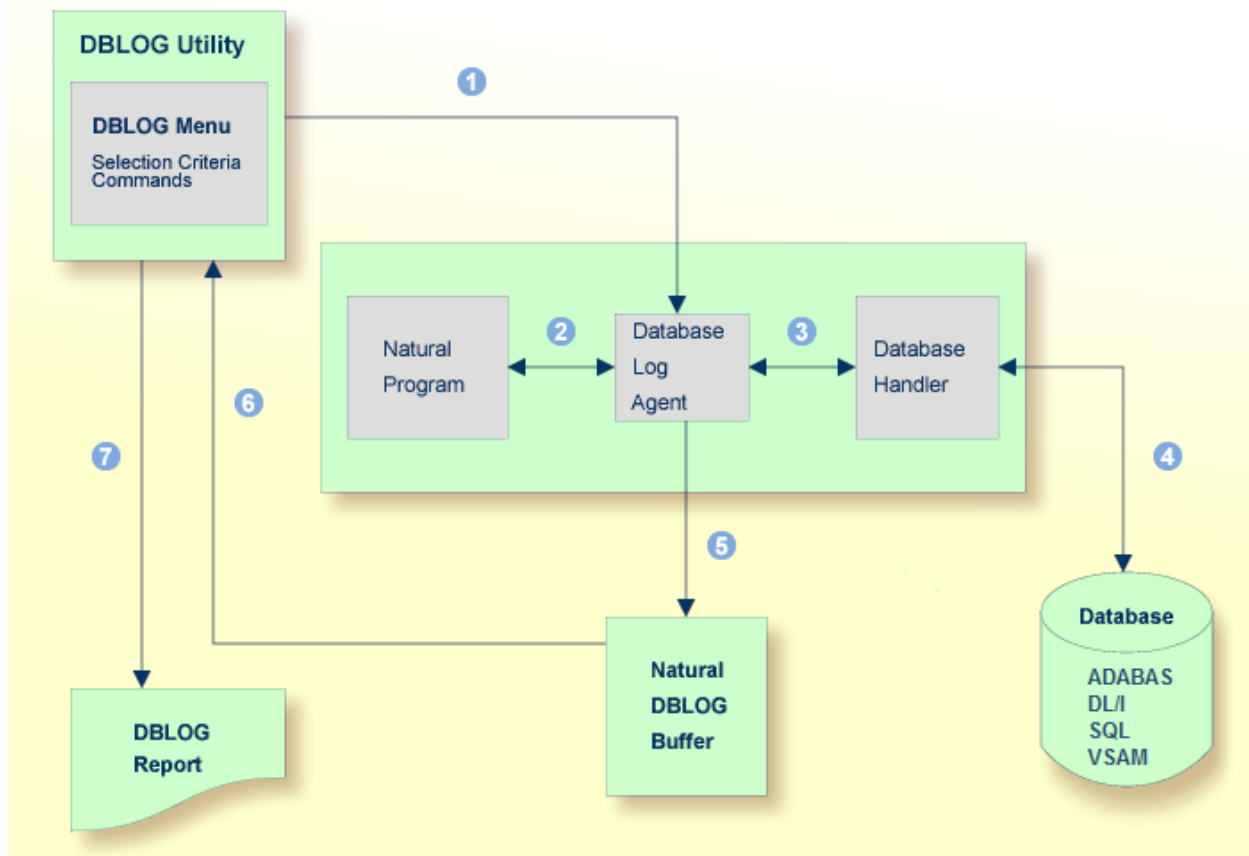 DBLOG Utility
DBLOG Menu
Selection Criteria
Commands
1
Natural
Program
2
Database
Log
Agent
3
Database
Handler
6
7
4
5
Natural
DBLOG
Buffer
Database
ADABAS
DL/I
SQL
VSAM
DBLOG
Report